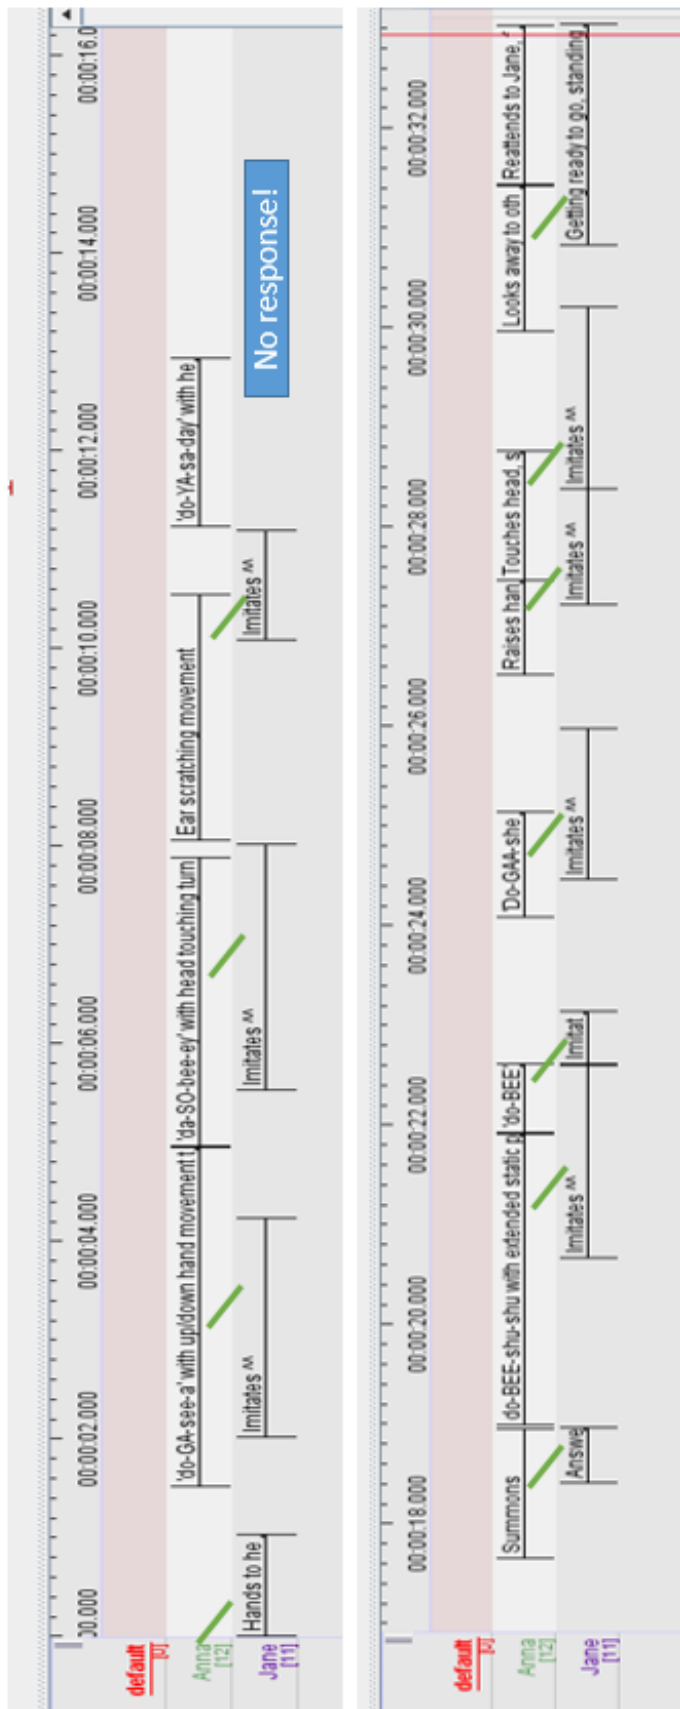 00.000 00:00:02.000 00:00:04.000 00:00:06.000 00:00:08.000 00:00:10.000 00:00:12.000 00:00:14.000 00:00:16.0
default
[0]
Anna
[12]
'do-GA-see-a' with up/down hand movement t 'da-SO-bee-ey' with head touching turn Ear scratching movement 'do-YA-sa-day' with he
Jane
[11]
Hands to he Imitates w Imitates w Imitates w
No response!
00:00:18.000 00:00:20.000 00:00:22.000 00:00:24.000 00:00:26.000 00:00:28.000 00:00:30.000 00:00:32.000
default
[0]
Anna
[12]
Summons do-BEE-shu-shu with extended static p 'do-BEE' 'Do-GAA-she Raises han Touches head, s Looks away to oth Reattends to Jane,
Jane
[11]
Answe Imitates w Imitat Imitates w Imitates w Imitates w Getting ready to go, standing